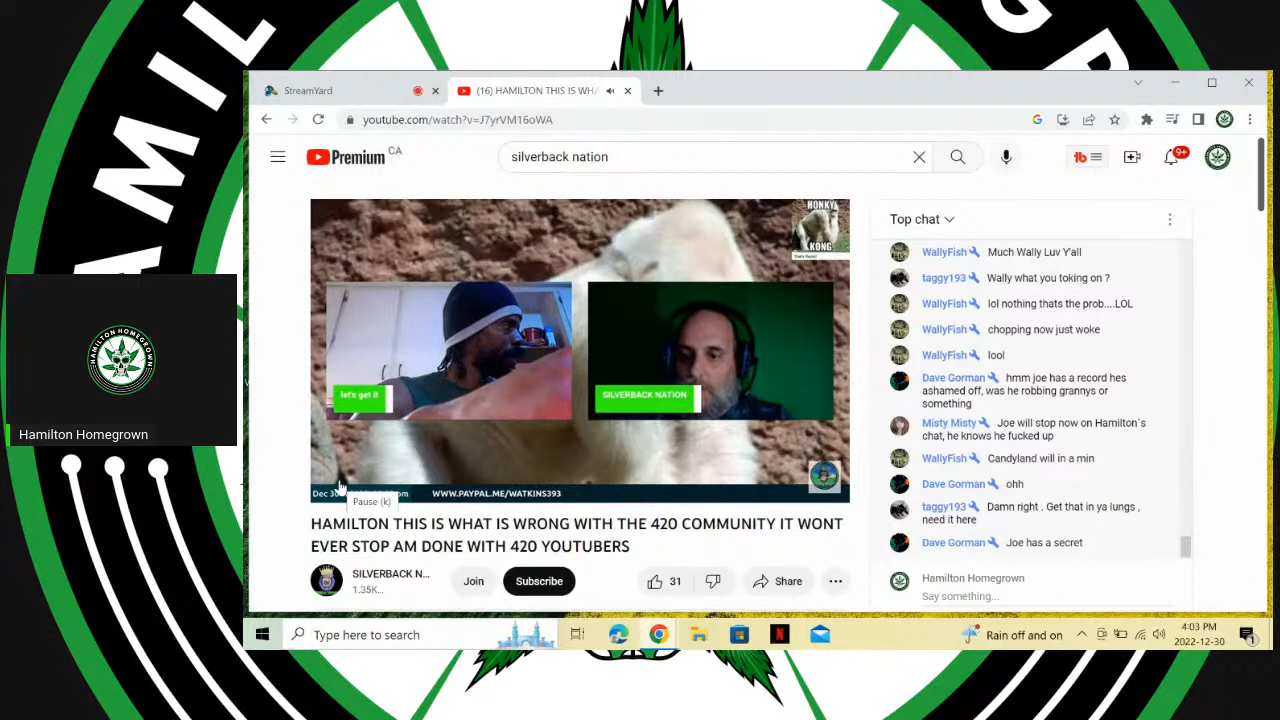 HAMIL
GR
StreamYard
(16) HAMILTON THIS IS WHA
youtube.com/watch?v=J7yrVM16oWA
Premium CA
silverback nation
9+
HONKY
KONG
let's get it
SILVERBACK NATION
Dec 30
WWW.PAYPAL.ME/WATKINS393
Pause (k)
HAMILTON THIS IS WHAT IS WRONG WITH THE 420 COMMUNITY IT WONT
EVER STOP AM DONE WITH 420 YOUTUBERS
SILVERBACK N...
1.35K...
Join
Subscribe
31
Share
Top chat
WallyFish Much Wally Luv Y'all
taggy193 Wally what you toking on ?
WallyFish lol nothing thats the prob....LOL
WallyFish chopping now just woke
WallyFish lool
Dave Gorman hmm joe has a record hes
ashamed off, was he robbing grannys or
something
Misty Misty Joe will stop now on Hamilton`s
chat, he knows he fucked up
WallyFish Candyland will in a min
Dave Gorman ohh
taggy193 Damn right . Get that in ya lungs ,
need it here
Dave Gorman Joe has a secret
Hamilton Homegrown
Say something...
HAMILTON HOMEGROWN
Hamilton Homegrown
Type here to search
Rain off and on
4:03 PM
2022-12-30
1